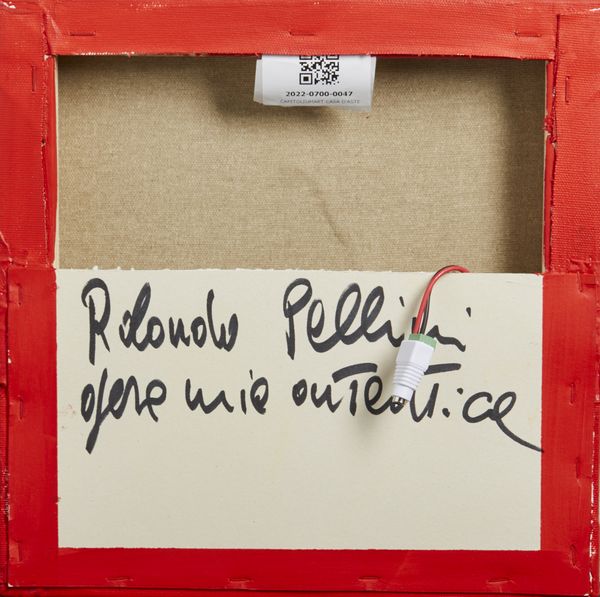 2022-0700-0047
CAPITOLIUMART CASA D'ASTE
Rolando Pellini
opera mia autentica